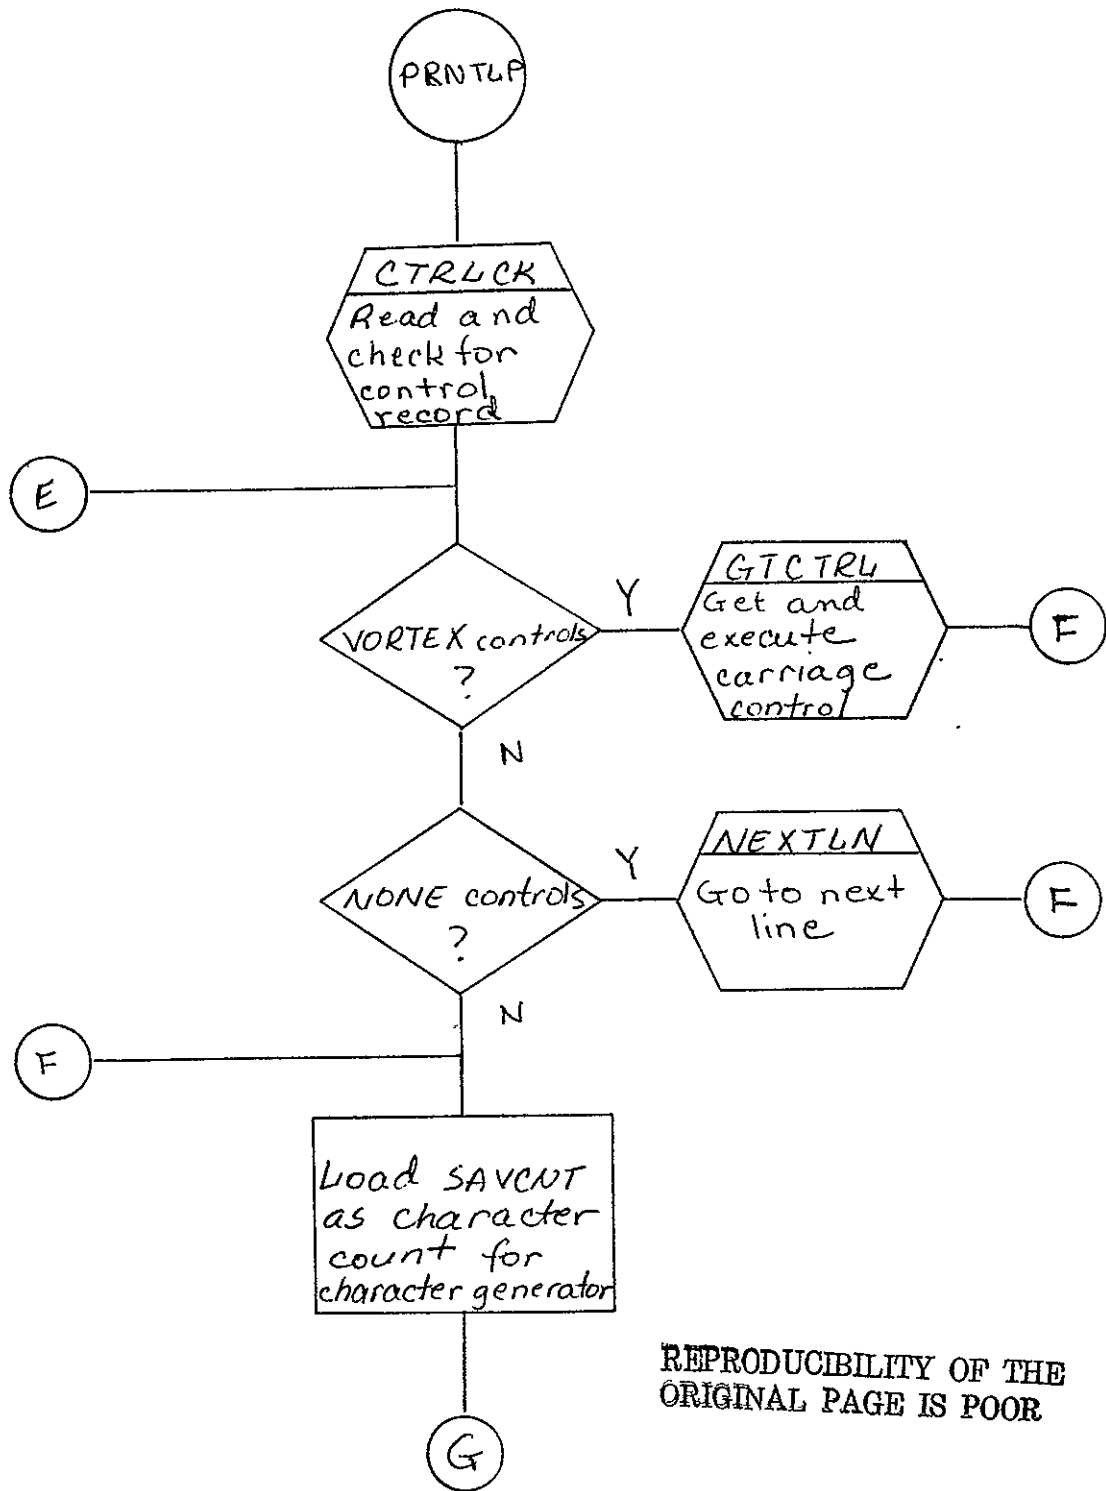 PRNTLP
CTRLCK
Read and
check for
control
record
E
VORTEX controls
?
Y
GTCTRL
Get and
execute
carriage
control
F
N
NONE controls
?
Y
NEXTLN
Go to next
line
F
N
F
Load SAVCNT
as character
count for
character generator
G
REPRODUCIBILITY OF THE
ORIGINAL PAGE IS POOR